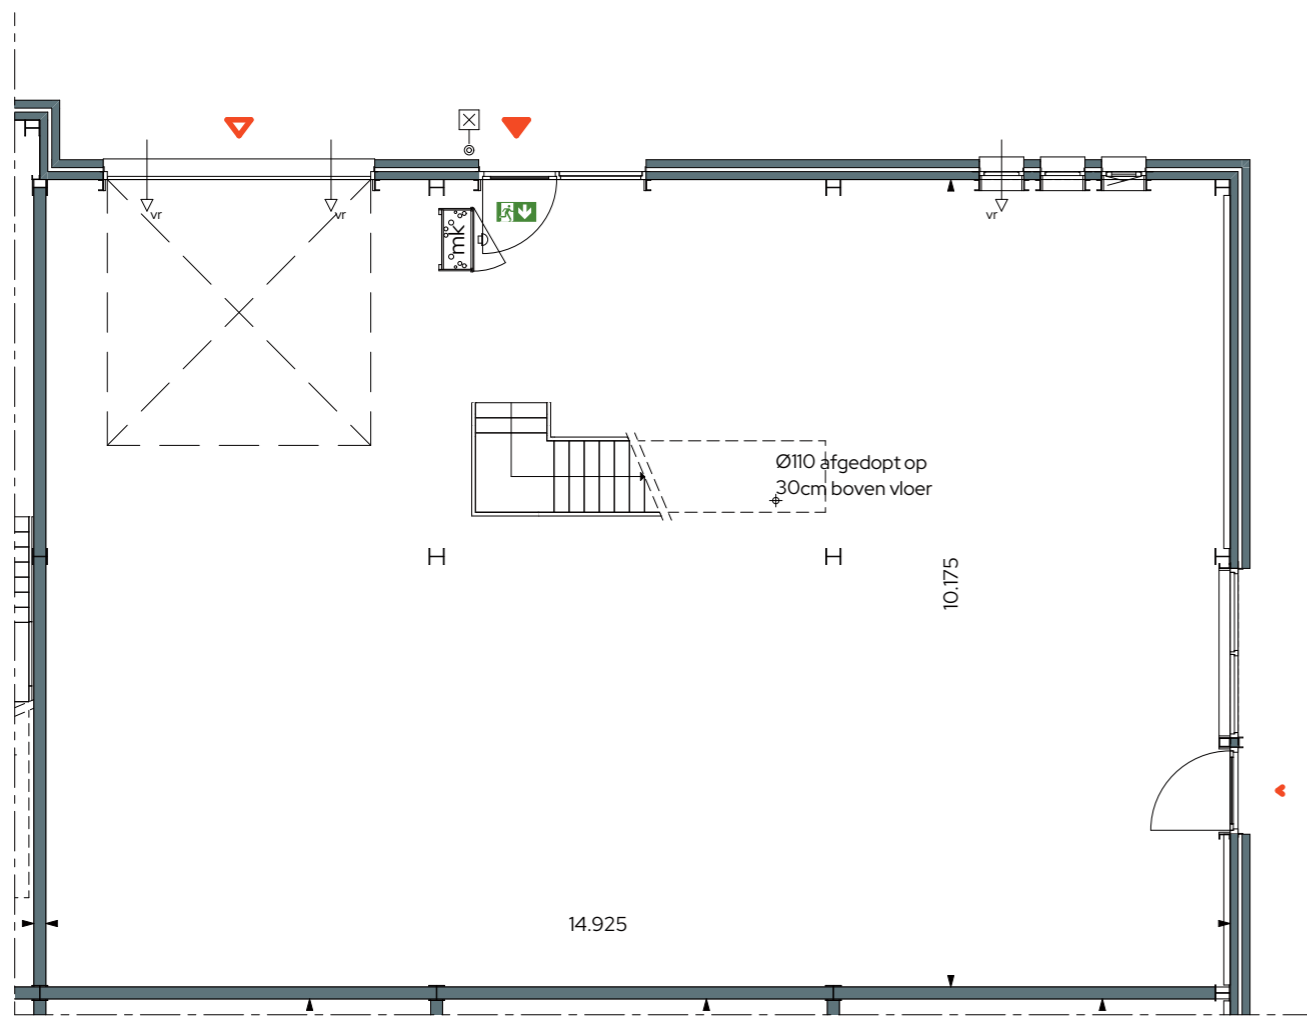 vr
vr
vr
mk
Ø110 afgedopt op
30cm boven vloer
10.175
14.925